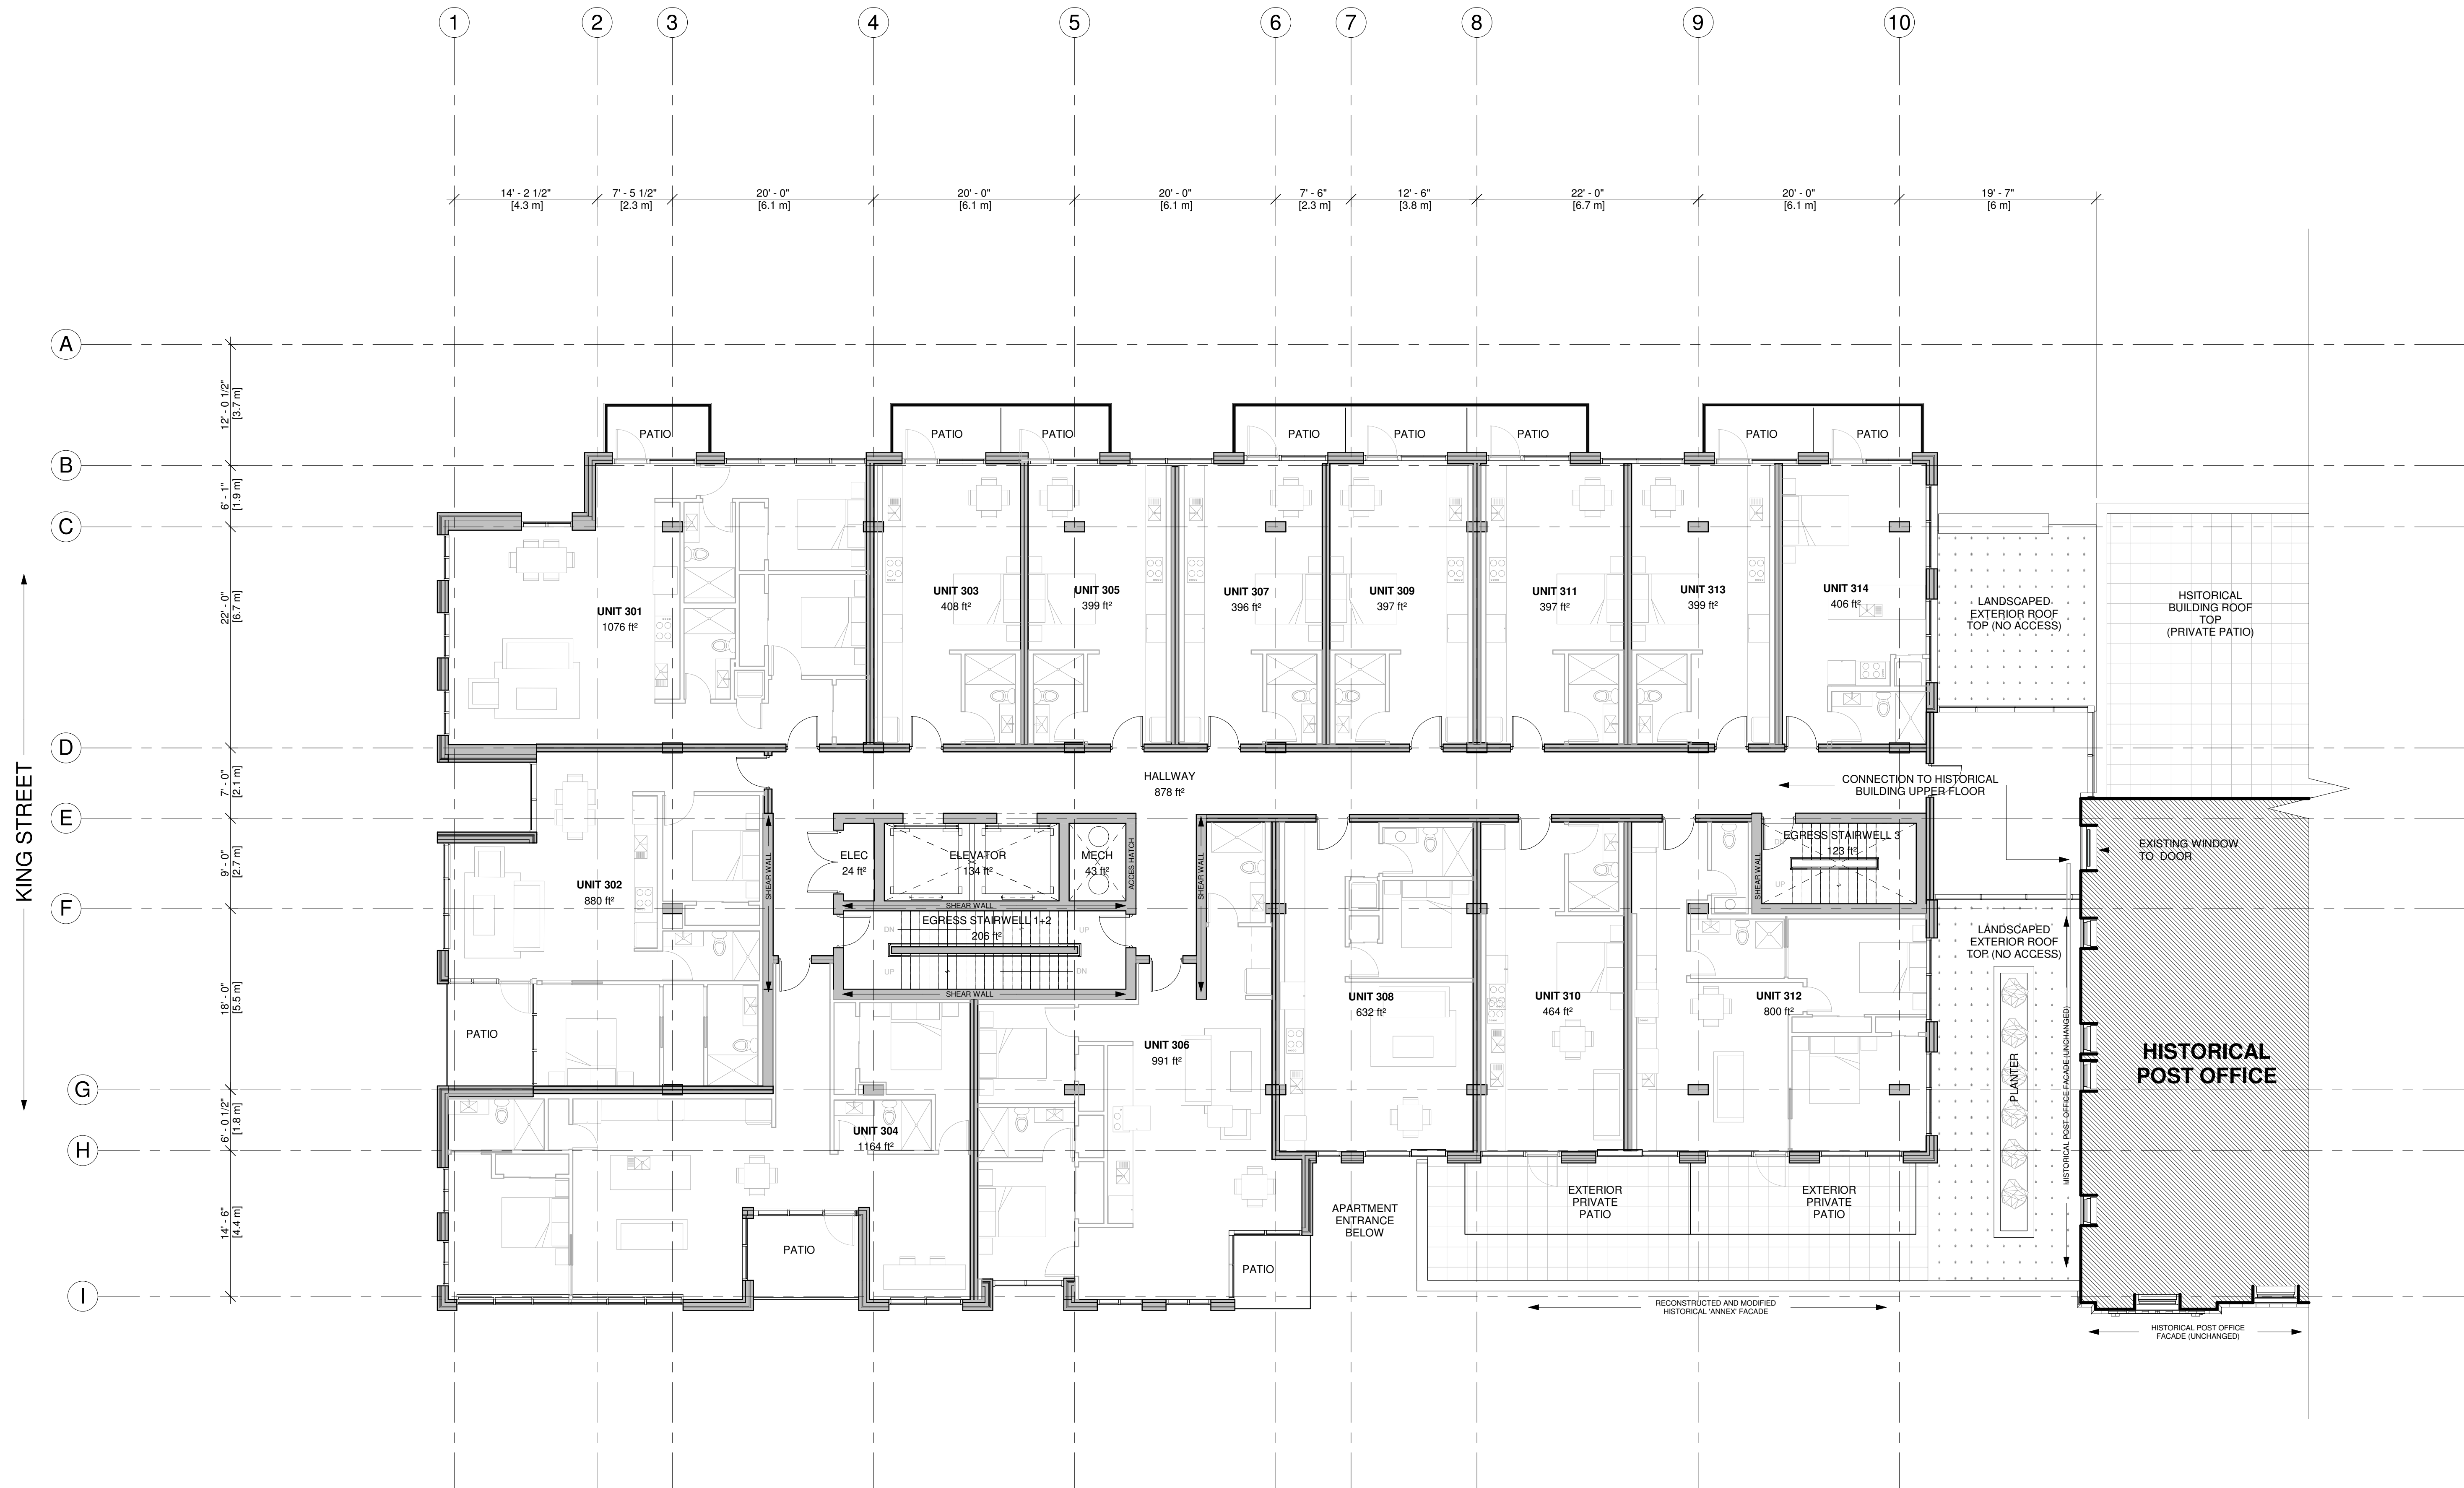 1
2
3
4
5
6
7
8
9
10
14' - 2 1/2"
[4.3 m]
7' - 5 1/2"
[2.3 m]
20' - 0"
[6.1 m]
20' - 0"
[6.1 m]
20' - 0"
[6.1 m]
7' - 6"
[2.3 m]
12' - 6"
[3.8 m]
22' - 0"
[6.7 m]
20' - 0"
[6.1 m]
19' - 7"
[6 m]
A
B
C
D
E
F
G
H
I
12' - 0 1/2"
[3.7 m]
6' - 1"
[1.9 m]
22' - 0"
[6.7 m]
7' - 0"
[2.1 m]
9' - 0"
[2.7 m]
18' - 0"
[5.5 m]
6' - 0 1/2"
[1.8 m]
14' - 6"
[4.4 m]
KING STREET
PATIO
PATIO
PATIO
PATIO
PATIO
PATIO
PATIO
PATIO
UNIT 301
1076 ft²
UNIT 303
408 ft²
UNIT 305
399 ft²
UNIT 307
396 ft²
UNIT 309
397 ft²
UNIT 311
397 ft²
UNIT 313
399 ft²
UNIT 314
406 ft²
LANDSCAPED
EXTERIOR ROOF
TOP (NO ACCESS)
HSITORICAL
BUILDING ROOF
TOP
(PRIVATE PATIO)
HALLWAY
878 ft²
CONNECTION TO HISTORICAL
BUILDING UPPER FLOOR
EXISTING WINDOW
TO DOOR
ELEC
24 ft²
ELEVATOR
134 ft²
MECH
43 ft²
ACCES HATCH
SHEAR WALL
SHEAR WALL
SHEAR WALL
SHEAR WALL
SHEAR WALL
EGRESS STAIRWELL 1+2
206 ft²
DN
UP
UP
DN
EGRESS STAIRWELL 3
123 ft²
DN
UP
UNIT 302
880 ft²
PATIO
UNIT 304
1164 ft²
PATIO
UNIT 306
991 ft²
PATIO
UNIT 308
632 ft²
UNIT 310
464 ft²
UNIT 312
800 ft²
LANDSCAPED
EXTERIOR ROOF
TOP (NO ACCESS)
PLANTER
HISTORICAL POST OFFICE FACADE (UNCHANGED)
HISTORICAL
POST OFFICE
APARTMENT
ENTRANCE
BELOW
EXTERIOR
PRIVATE
PATIO
EXTERIOR
PRIVATE
PATIO
RECONSTRUCTED AND MODIFIED
HISTORICAL 'ANNEX' FACADE
HISTORICAL POST OFFICE
FACADE (UNCHANGED)